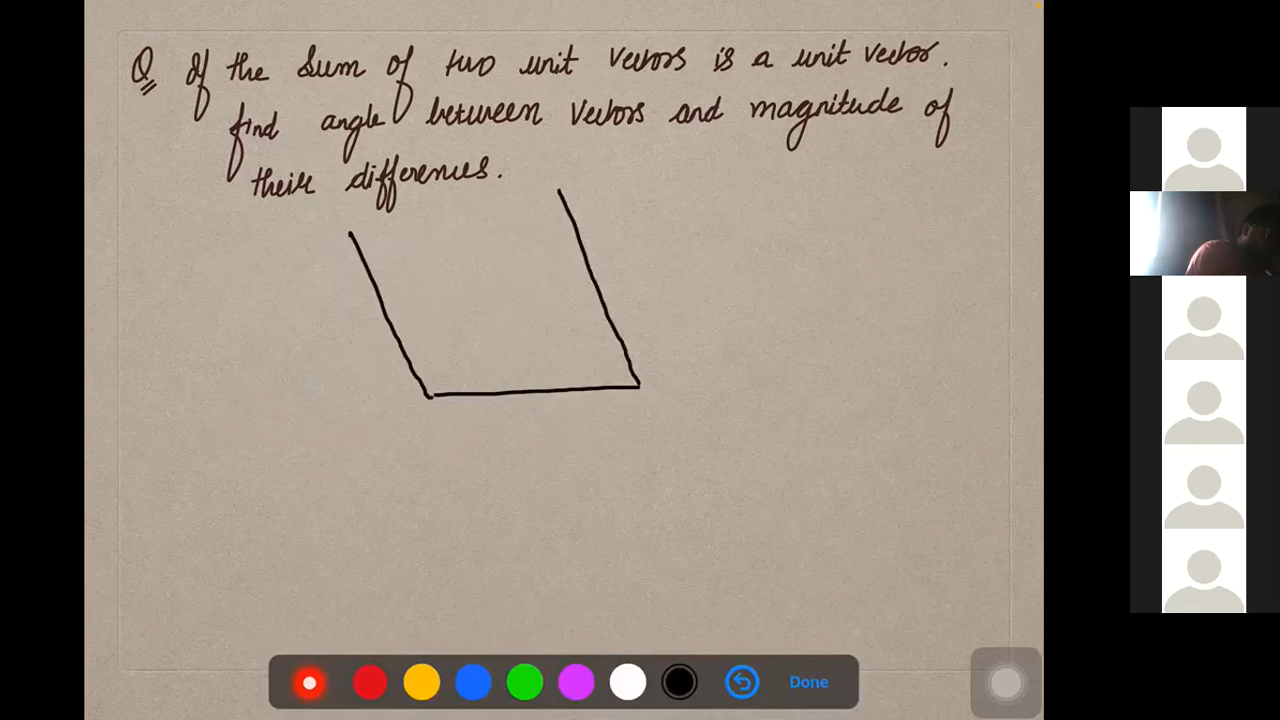 Q If the sum of two unit vectors is a unit vector.
find angle between vectors and magnitude of
their differences.
Done